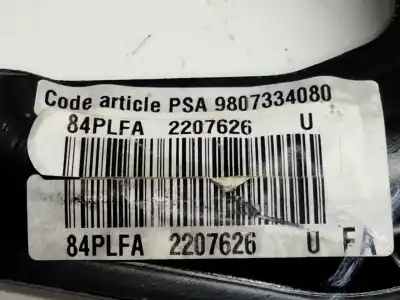 Code article PSA 9807334080
84PLFA 2207626 U
84PLFA 2207626 U FA